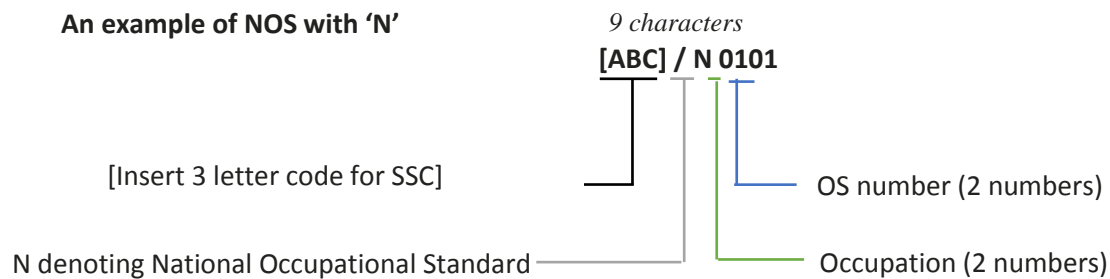 An example of NOS with ‘N’
9 characters
[ABC] / N 0101
[Insert 3 letter code for SSC]
OS number (2 numbers)
N denoting National Occupational Standard
Occupation (2 numbers)